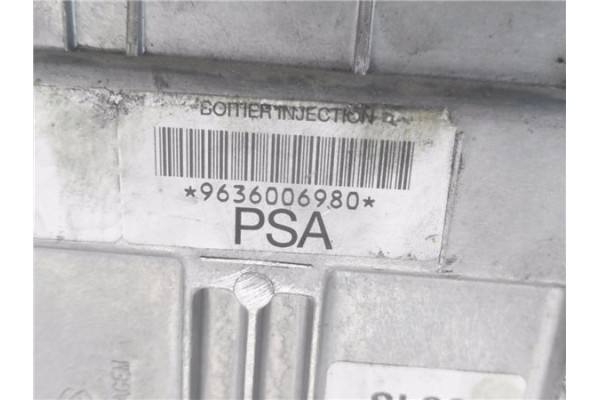 BOITIER INJECTION
*9636006980*
PSA